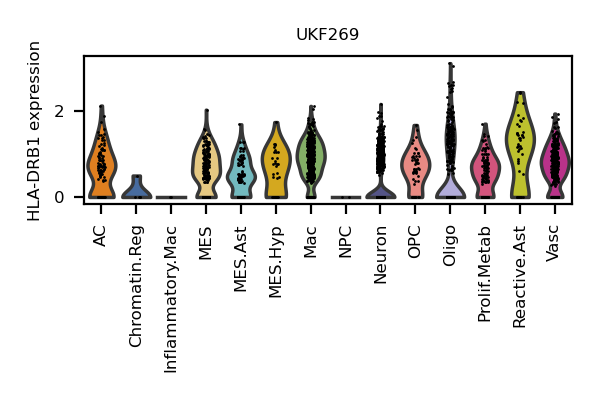 UKF269
HLA-DRB1 expression
2
0
AC
Chromatin.Reg
Inflammatory.Mac
MES
MES.Ast
MES.Hyp
Mac
NPC
Neuron
OPC
Oligo
Prolif.Metab
Reactive.Ast
Vasc